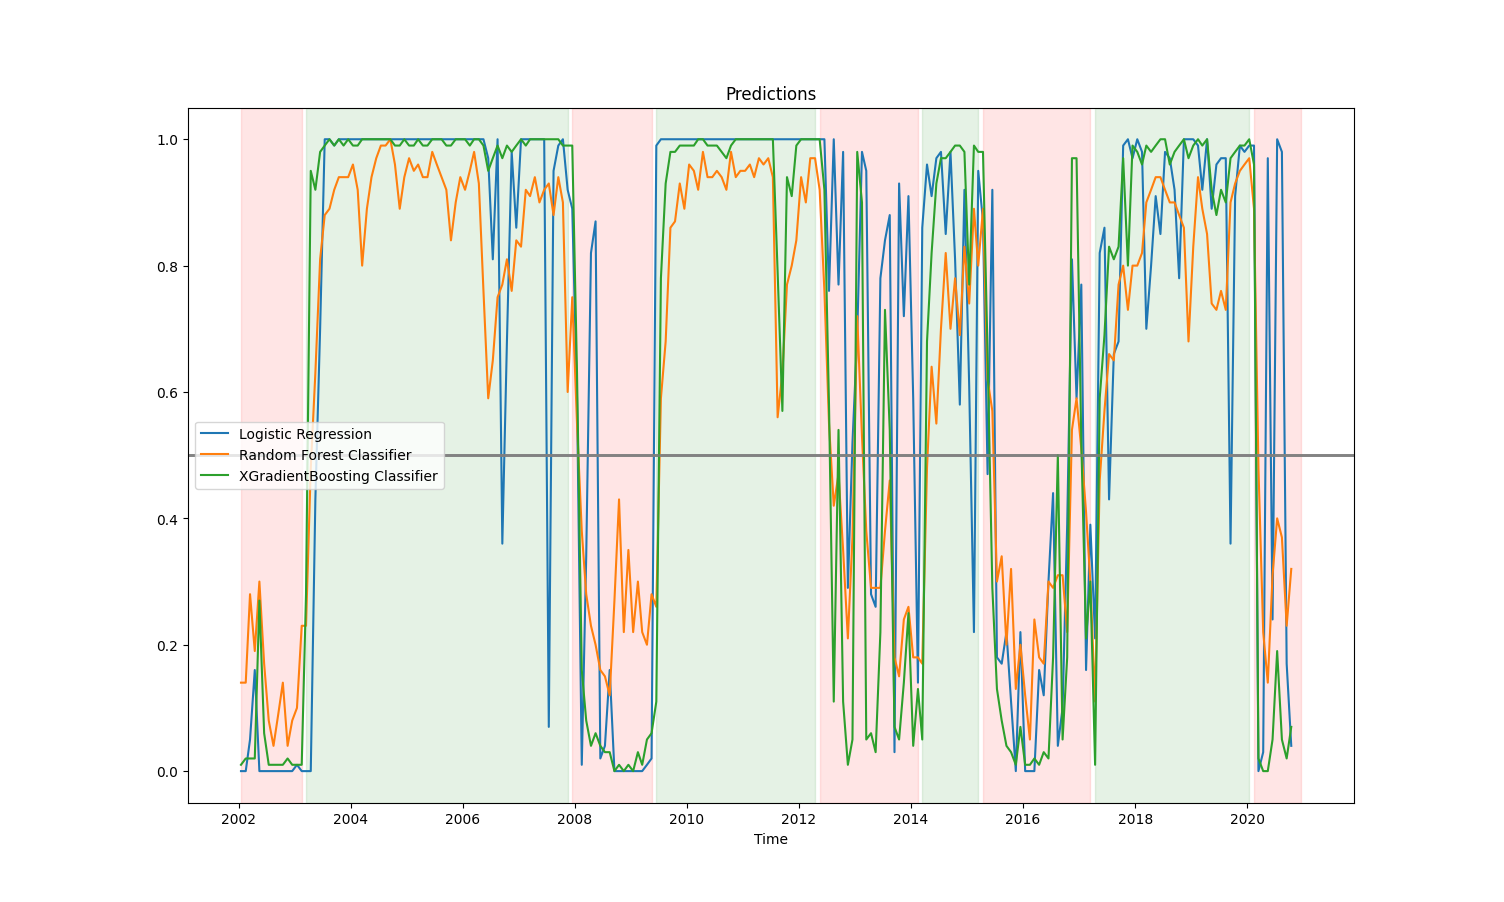 Predictions
1.0
0.8
0.6
0.4
0.2
0.0
Logistic Regression
Random Forest Classifier
XGradientBoosting Classifier
2002 2004 2006 2008 2010 2012 2014 2016 2018 2020
Time